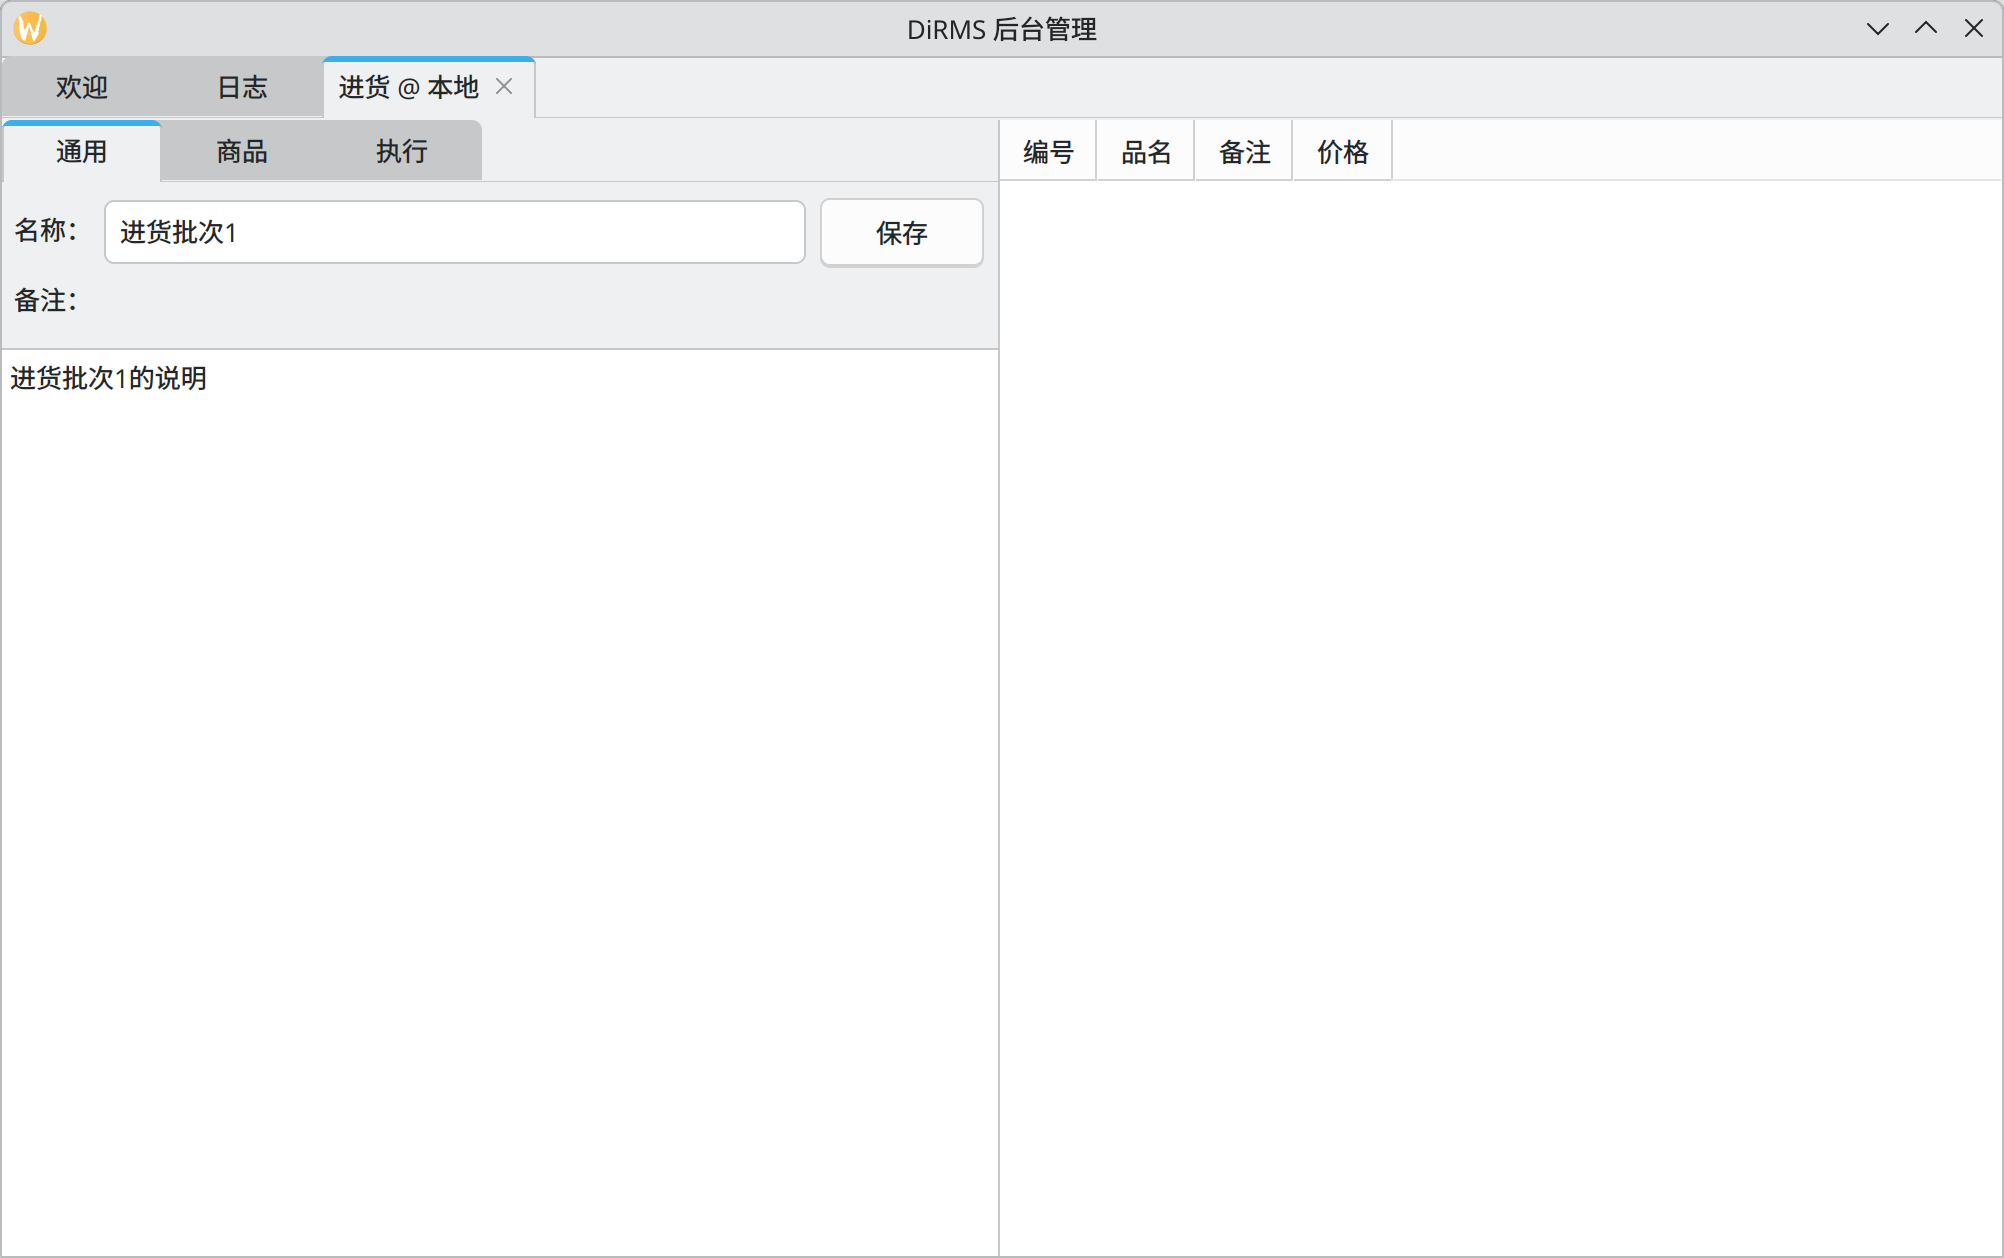 DiRMS 后台管理
欢迎 日志 进货 @ 本地
通用 商品 执行
编号 品名 备注 价格
名称： 进货批次1 保存
备注：
进货批次1的说明